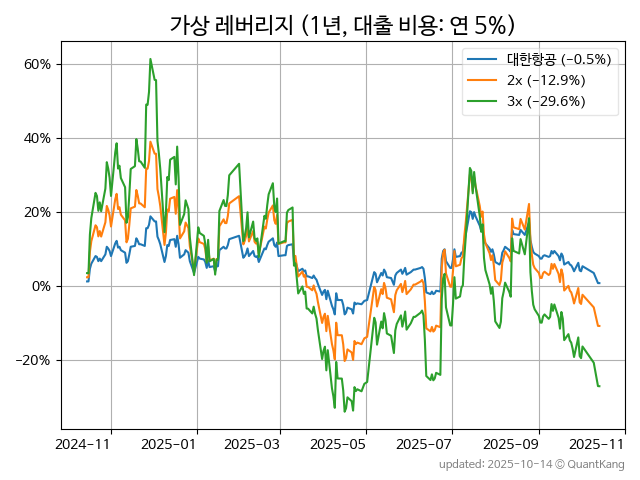 가상 레버리지 (1년, 대출 비용: 연 5%)
대한항공 (-0.5%)
2x (-12.9%)
3x (-29.6%)
60%
40%
20%
0%
-20%
2024-11
2025-01
2025-03
2025-05
2025-07
2025-09
2025-11
updated: 2025-10-14 © QuantKang